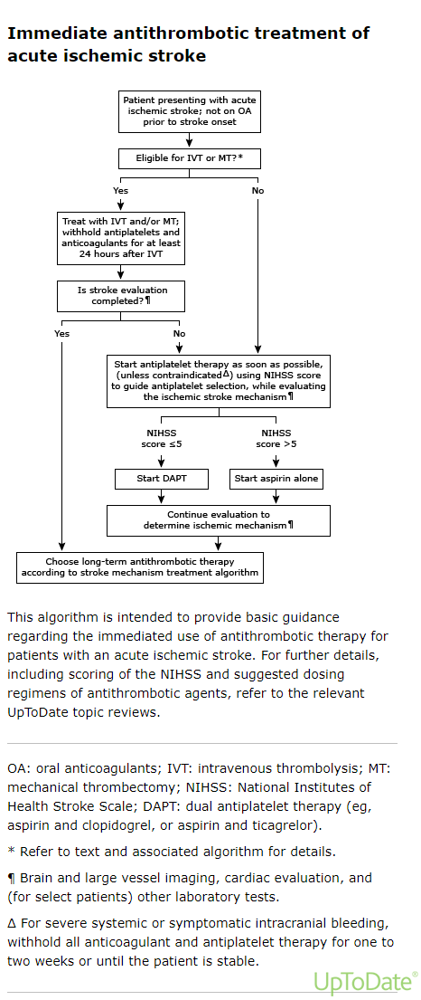 Immediate antithrombotic treatment of
acute ischemic stroke
Patient presenting with acute
ischemic stroke; not on OA
prior to stroke onset
Eligible for IVT or MT?*
Yes
No
Treat with IVT and/or MT;
withhold antiplatelets and
anticoagulants for at least
24 hours after IVT
Is stroke evaluation
completed?¶
Yes
No
Start antiplatelet therapy as soon as possible,
(unless contraindicatedΔ) using NIHSS score
to guide antiplatelet selection, while evaluating
the ischemic stroke mechanism¶
NIHSS
score ≤5
NIHSS
score >5
Start DAPT
Start aspirin alone
Continue evaluation to
determine ischemic mechanism¶
Choose long-term antithrombotic therapy
according to stroke mechanism treatment algorithm
This algorithm is intended to provide basic guidance
regarding the immediated use of antithrombotic therapy for
patients with an acute ischemic stroke. For further details,
including scoring of the NIHSS and suggested dosing
regimens of antithrombotic agents, refer to the relevant
UpToDate topic reviews.
OA: oral anticoagulants; IVT: intravenous thrombolysis; MT:
mechanical thrombectomy; NIHSS: National Institutes of
Health Stroke Scale; DAPT: dual antiplatelet therapy (eg,
aspirin and clopidogrel, or aspirin and ticagrelor).
* Refer to text and associated algorithm for details.
¶ Brain and large vessel imaging, cardiac evaluation, and
(for select patients) other laboratory tests.
Δ For severe systemic or symptomatic intracranial bleeding,
withhold all anticoagulant and antiplatelet therapy for one to
two weeks or until the patient is stable.
UpToDate®